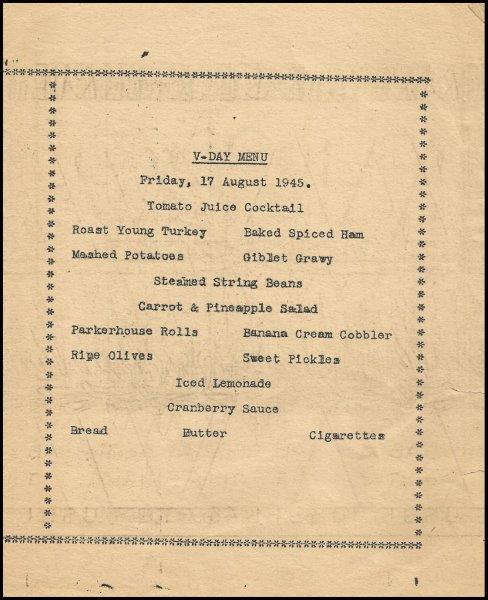 V-DAY MENU
Friday, 17 August 1945.
Tomato Juice Cocktail
Roast Young Turkey Baked Spiced Ham
Mashed Potatoes Giblet Gravy
Steamed String Beans
Carrot & Pineapple Salad
Parkerhouse Rolls Banana Cream Cobbler
Ripe Olives Sweet Pickles
Iced Lemonade
Cranberry Sauce
Bread Butter Cigarettes